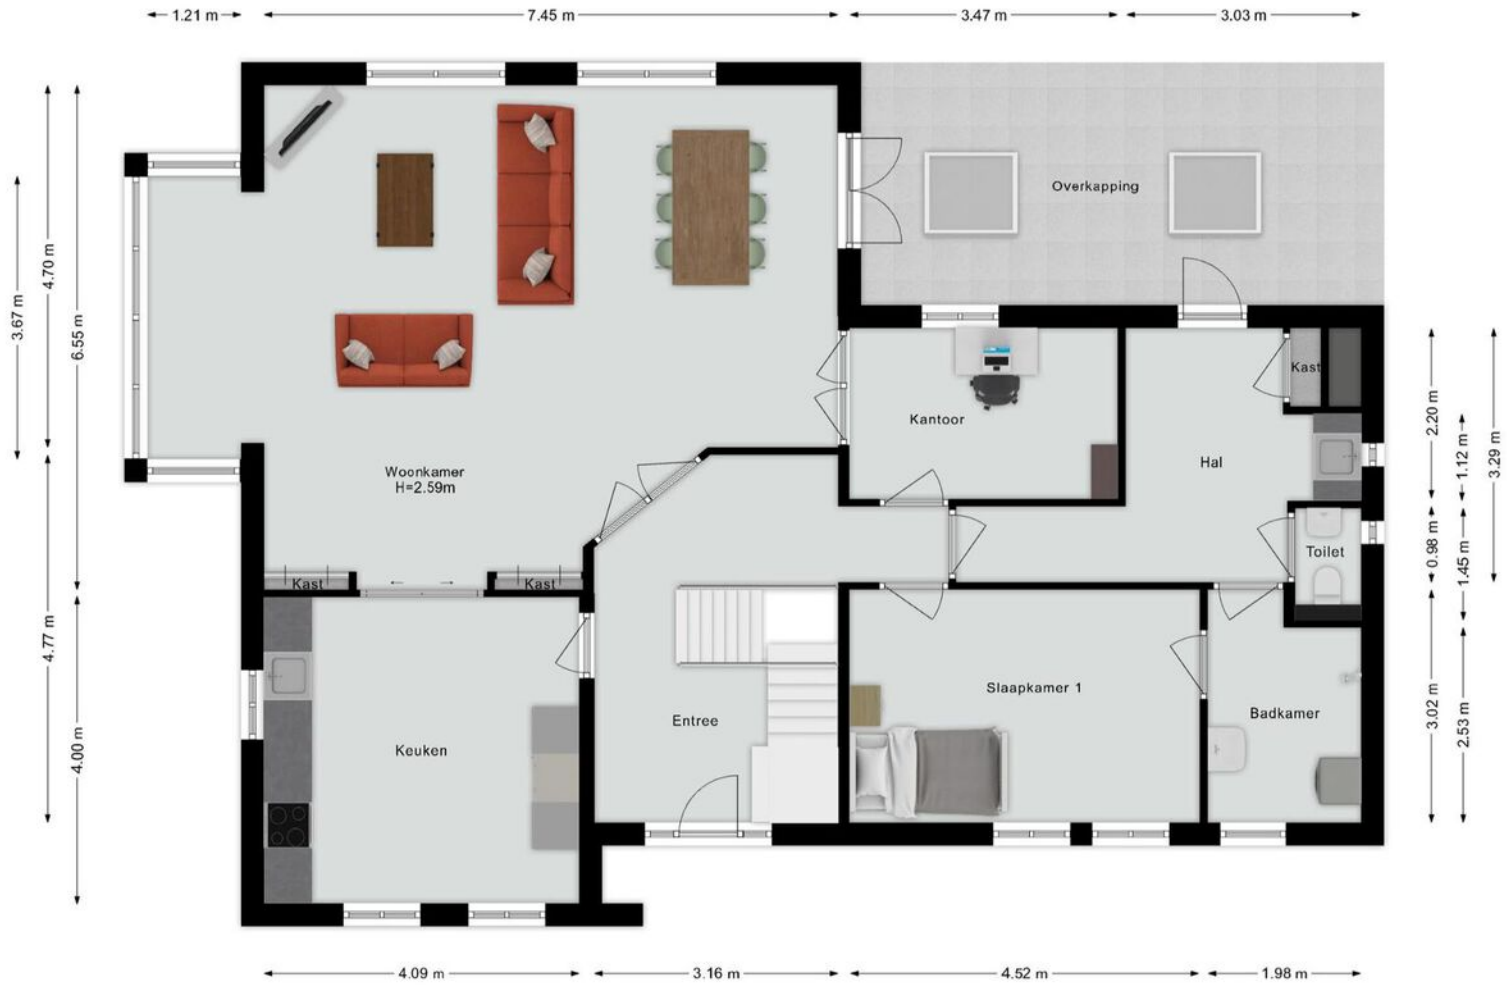 1.21 m
7.45 m
3.47 m
3.03 m
Overkapping
3.67 m
4.70 m
6.55 m
Kast
Kantoor
2.20 m
1.12 m
3.29 m
Woonkamer
H=2.59m
Hal
Toilet
0.98 m
1.45 m
Kast
Kast
4.77 m
4.00 m
Slaapkamer 1
Entree
Badkamer
3.02 m
2.53 m
Keuken
4.09 m
3.16 m
4.52 m
1.98 m